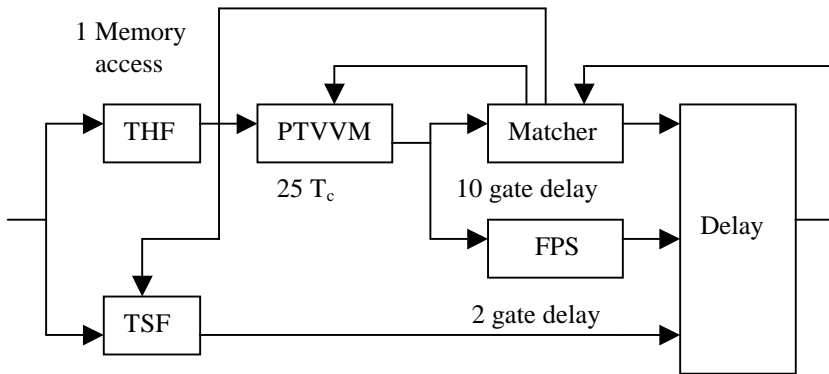 1 Memory
access
THF
PTVVM
Matcher
25 Tc
10 gate delay
Delay
FPS
TSF
2 gate delay